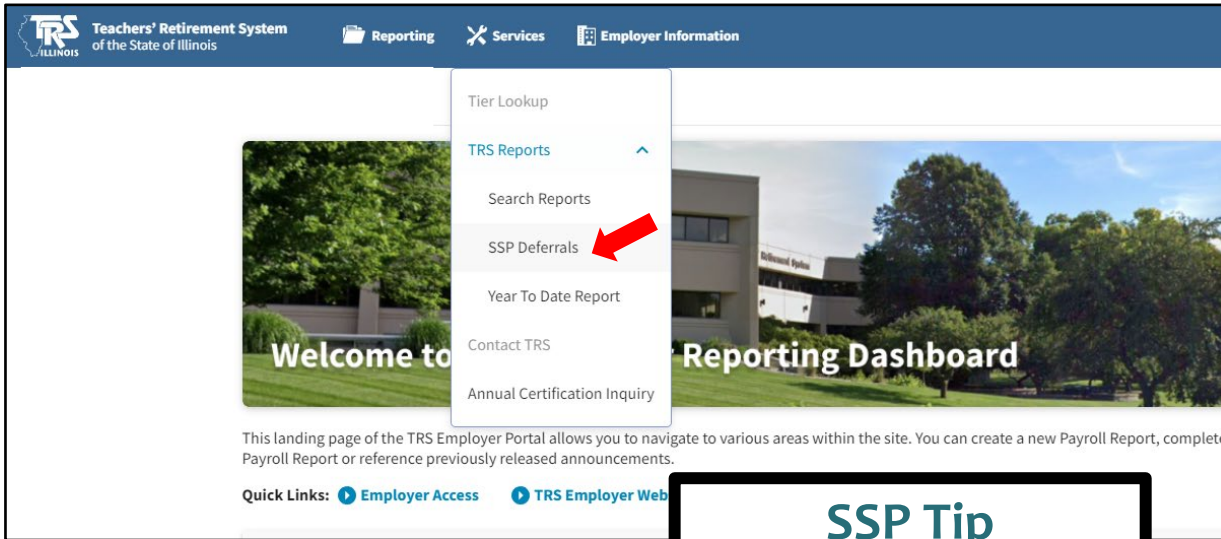 TRS
ILLINOIS
Teachers' Retirement System
of the State of Illinois
Reporting
Services
Employer Information
Tier Lookup
TRS Reports
Search Reports
SSP Deferrals
Year To Date Report
Contact TRS
Annual Certification Inquiry
Retirement System
Welcome to Reporting Dashboard
This landing page of the TRS Employer Portal allows you to navigate to various areas within the site. You can create a new Payroll Report, complete
Payroll Report or reference previously released announcements.
Quick Links: Employer Access TRS Employer Web
SSP Tip